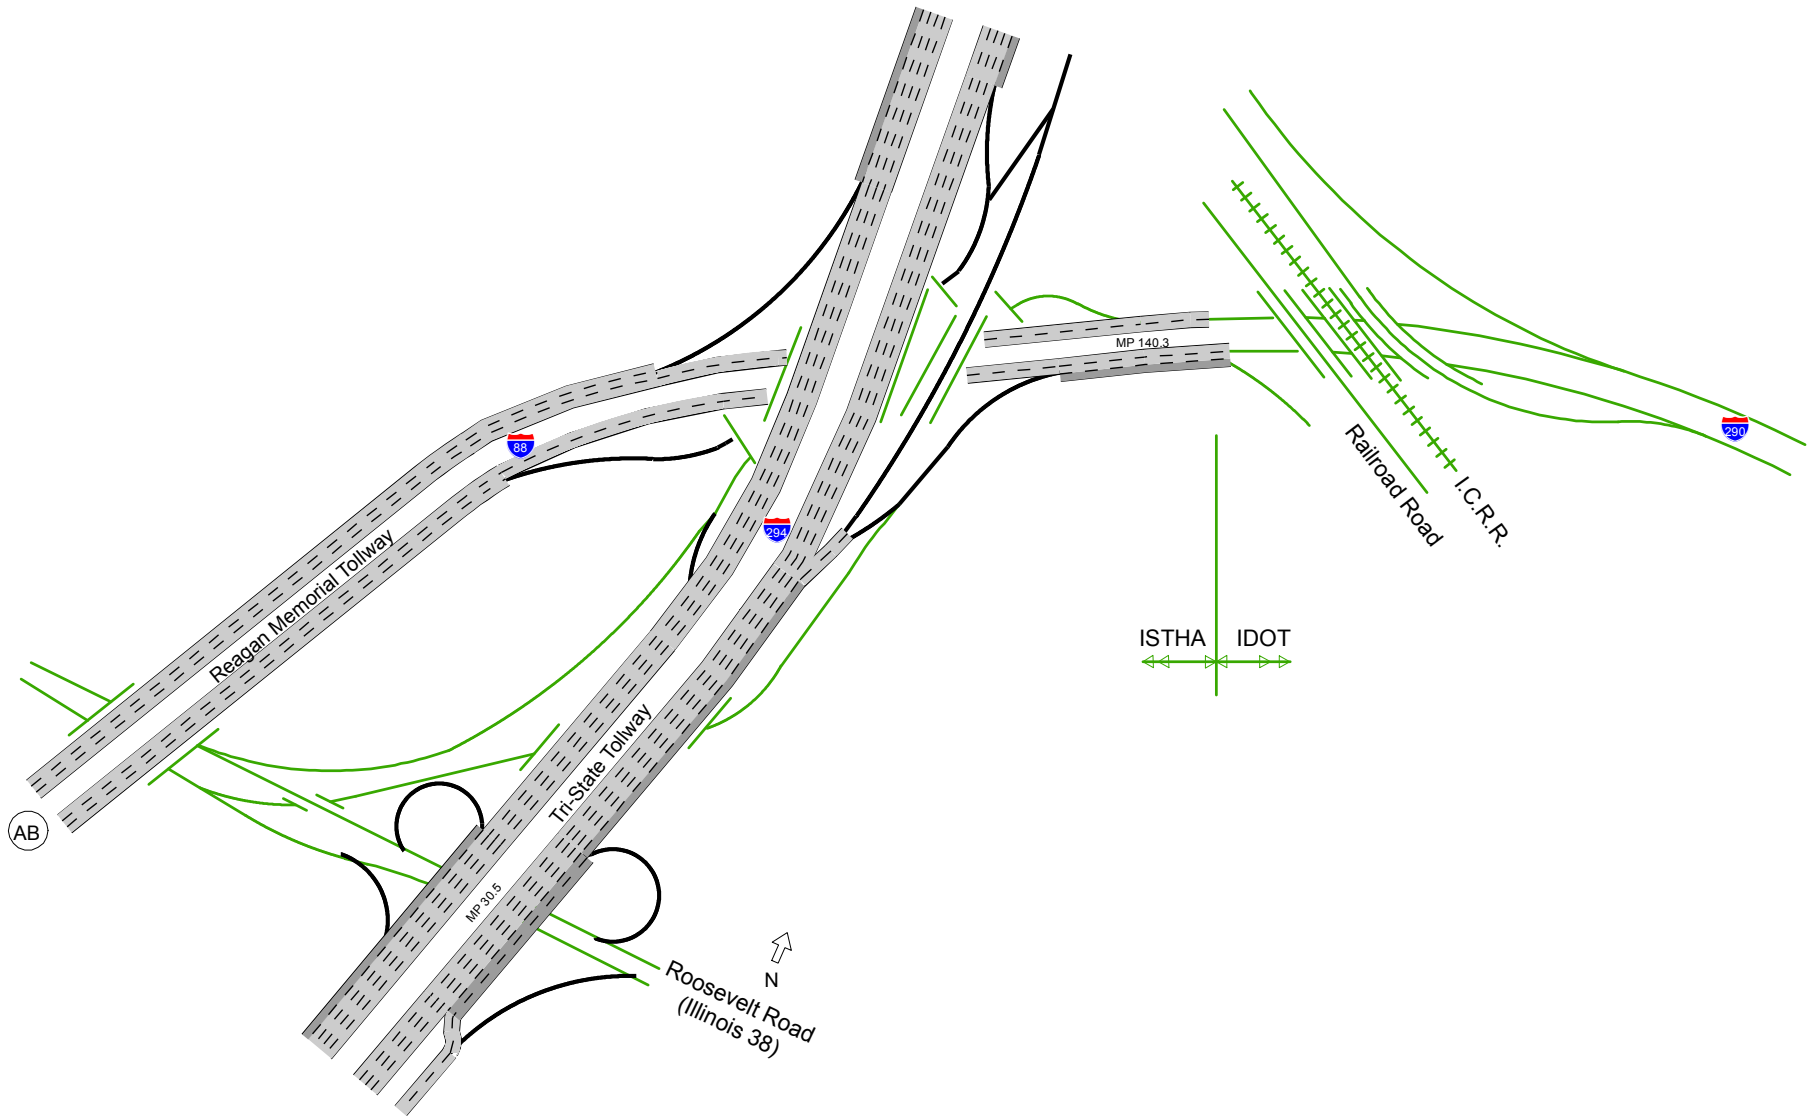 MP 140.3
290
88
Railroad Road
I.C.R.R.
294
Reagan Memorial Tollway
ISTHA
IDOT
Tri-State Tollway
AB
MP 30.5
N
Roosevelt Road
(Illinois 38)